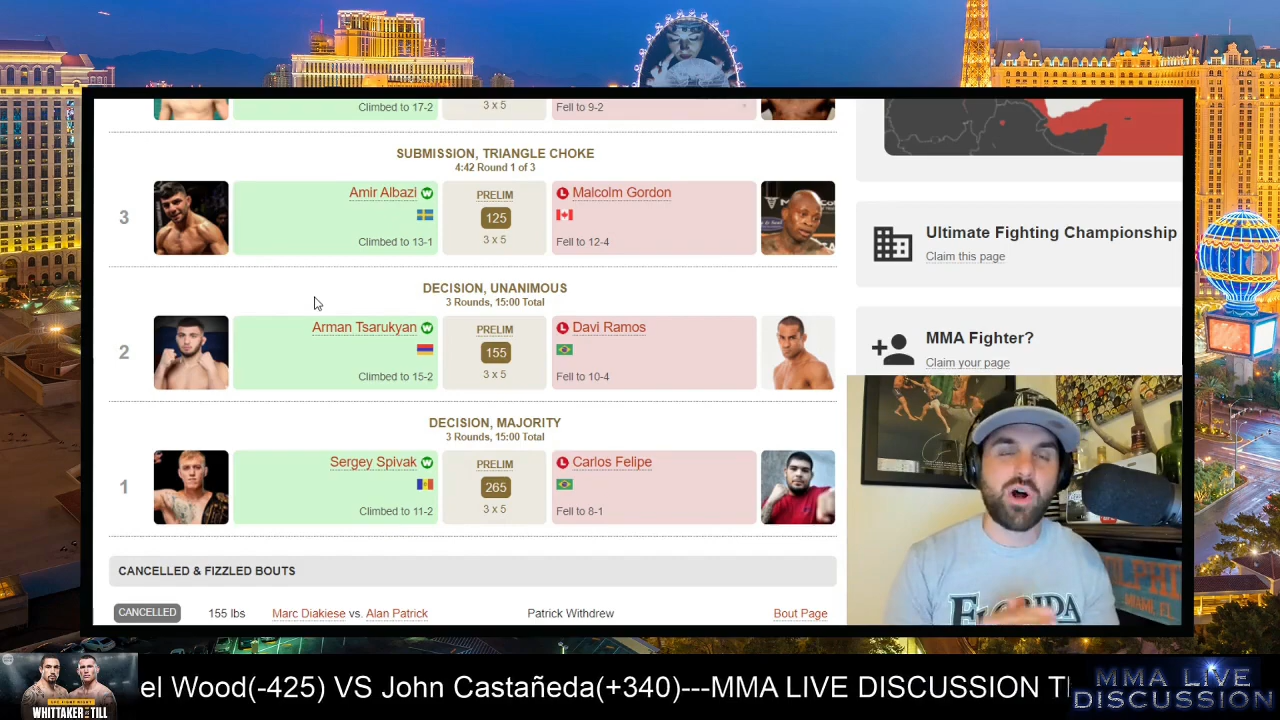 Climbed to 17-2
3 x 5
Fell to 9-2
SUBMISSION, TRIANGLE CHOKE
4:42 Round 1 of 3
3
Amir Albazi W
Climbed to 13-1
PRELIM
125
3 x 5
L Malcolm Gordon
Fell to 12-4
DECISION, UNANIMOUS
3 Rounds, 15:00 Total
2
Arman Tsarukyan W
Climbed to 15-2
PRELIM
155
3 x 5
L Davi Ramos
Fell to 10-4
DECISION, MAJORITY
3 Rounds, 15:00 Total
1
Sergey Spivak W
Climbed to 11-2
PRELIM
265
3 x 5
L Carlos Felipe
Fell to 8-1
CANCELLED & FIZZLED BOUTS
CANCELLED 155 lbs Marc Diakiese vs. Alan Patrick Patrick Withdrew Bout Page
Ultimate Fighting Championship
Claim this page
MMA Fighter?
Claim your page
FLORIDA
MIAMI, FL
WHITTAKER TILL
el Wood(-425) VS John Castañeda(+340)---MMA LIVE DISCUSSION T
MMA LIVE
DISCUSSION